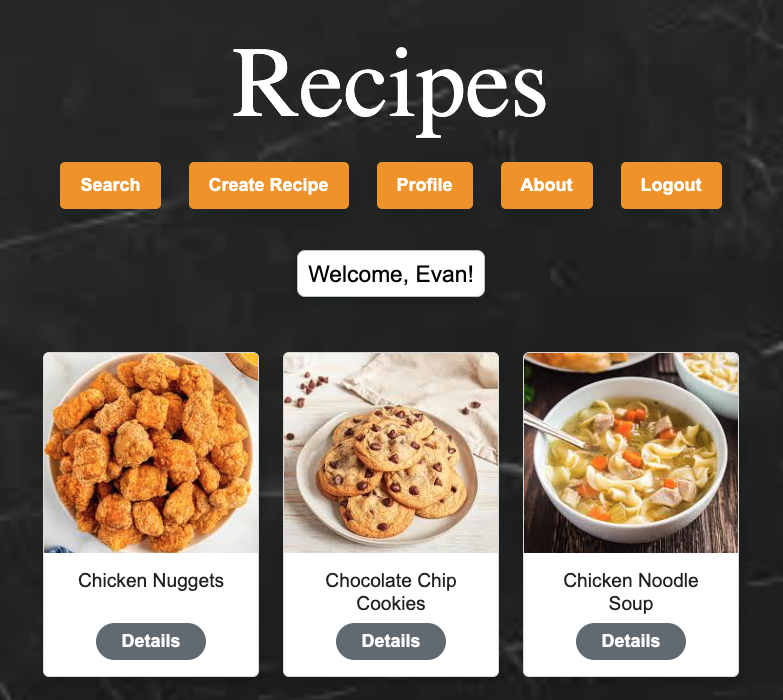 Recipes
Search Create Recipe Profile About Logout
Welcome, Evan!
Chicken Nuggets
Details
Chocolate Chip
Cookies
Details
Chicken Noodle
Soup
Details